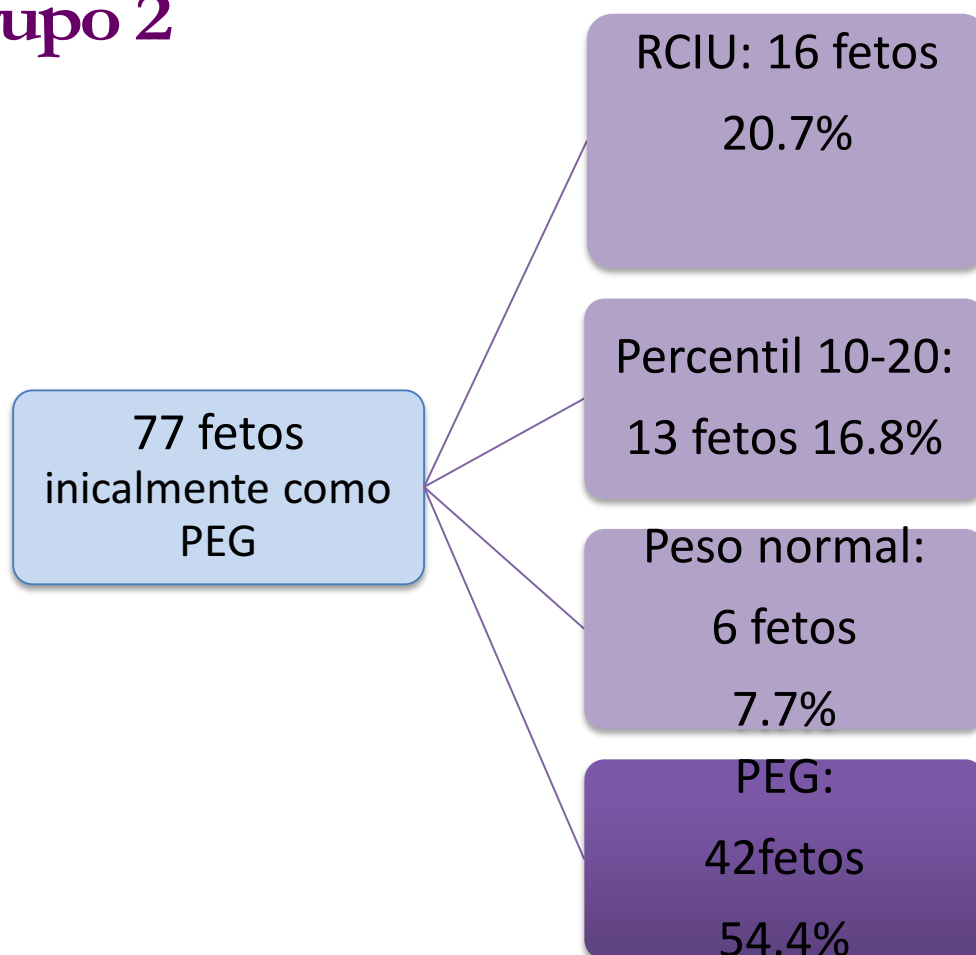 upo 2
RCIU: 16 fetos
20.7%
Percentil 10-20:
13 fetos 16.8%
77 fetos
inicalmente como
PEG
Peso normal:
6 fetos
7.7%
PEG:
42fetos
54.4%